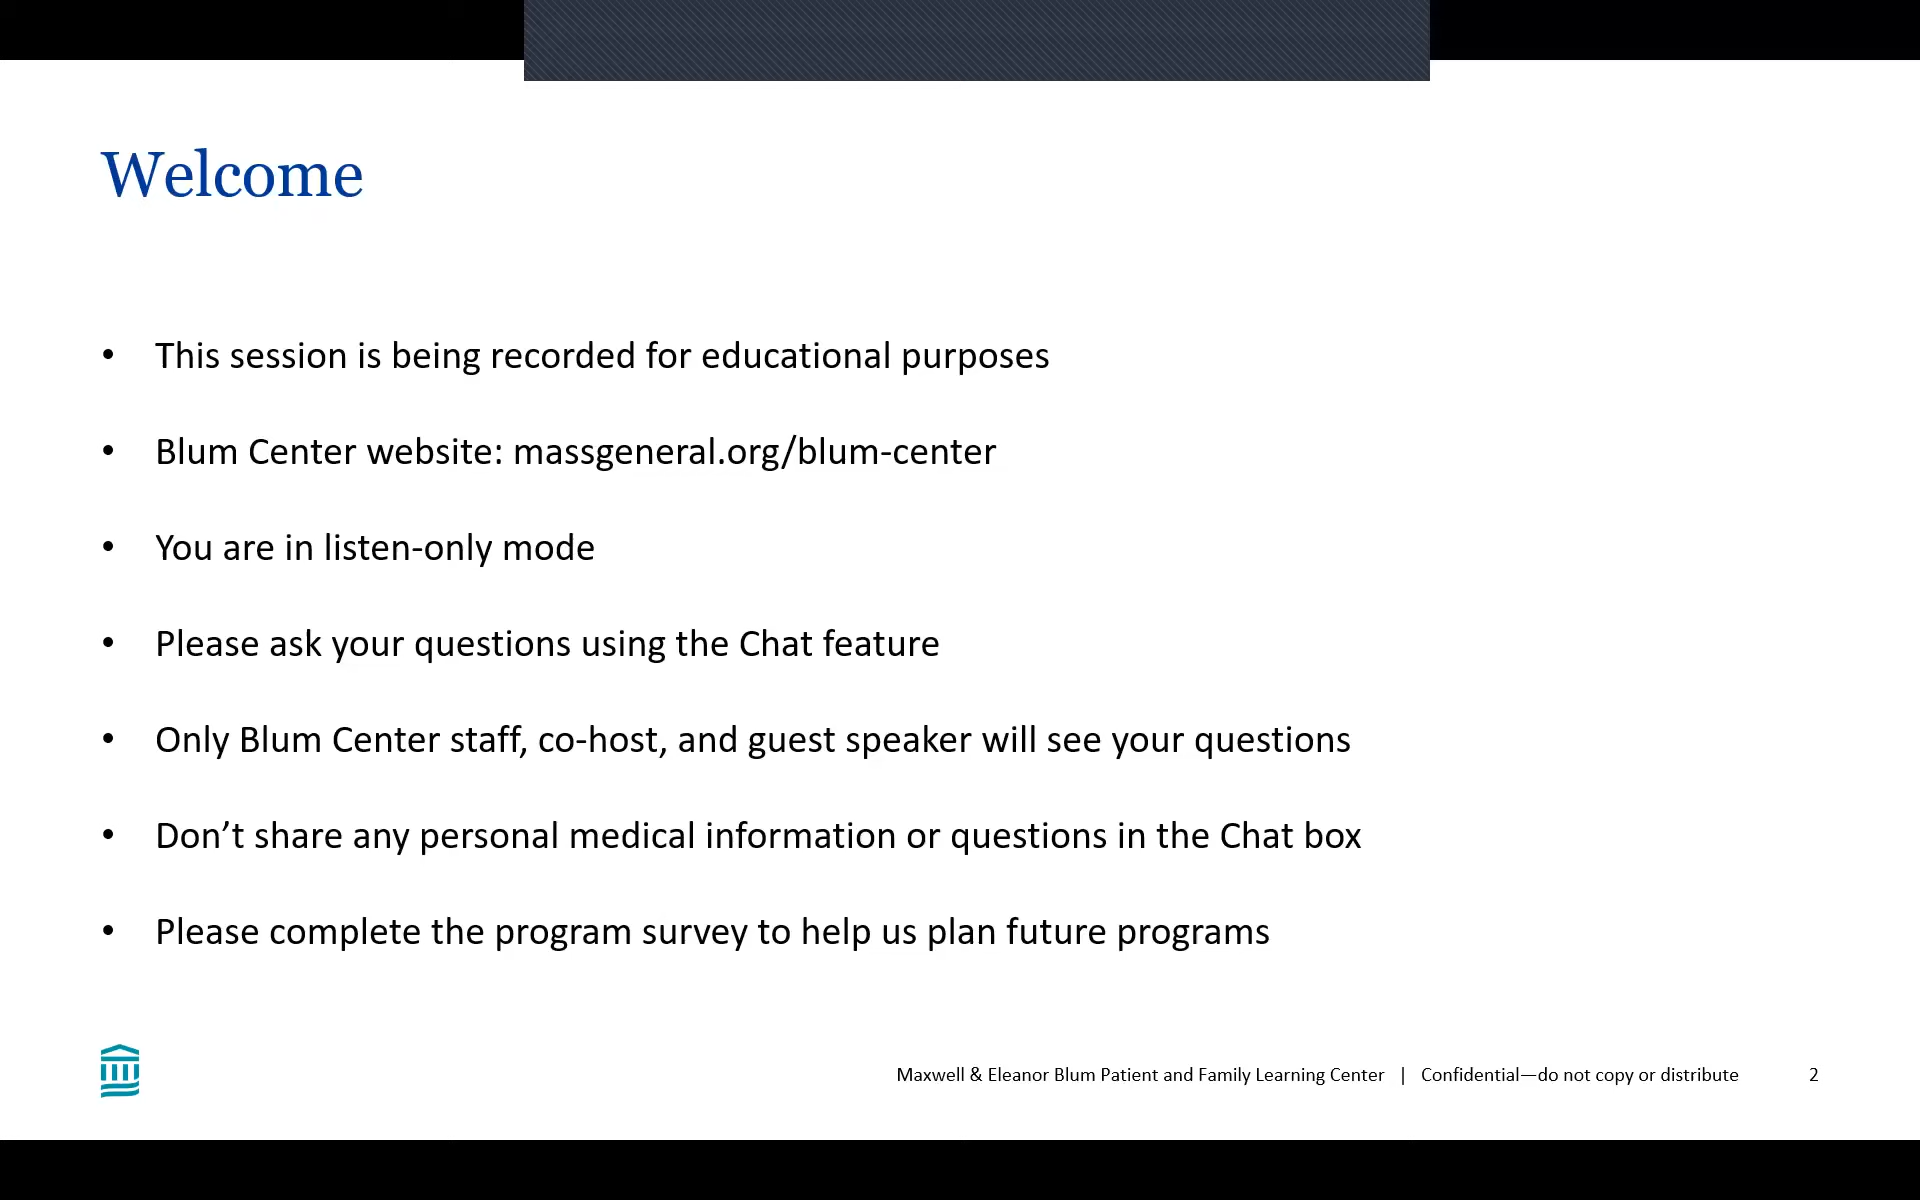 Welcome
• This session is being recorded for educational purposes
• Blum Center website: massgeneral.org/blum-center
• You are in listen-only mode
• Please ask your questions using the Chat feature
• Only Blum Center staff, co-host, and guest speaker will see your questions
• Don’t share any personal medical information or questions in the Chat box
• Please complete the program survey to help us plan future programs
Maxwell & Eleanor Blum Patient and Family Learning Center | Confidential—do not copy or distribute 2